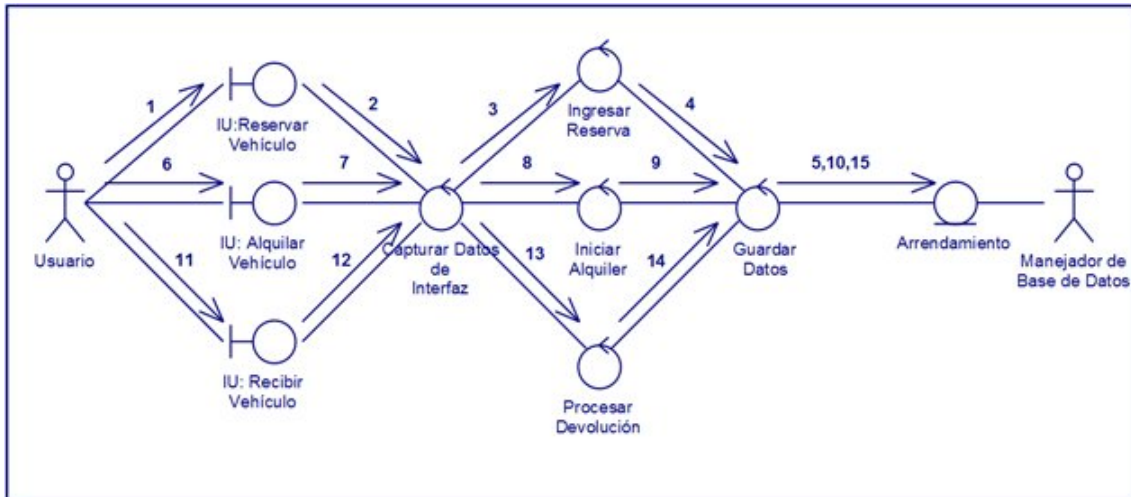 1
2
3
4
Ingresar
Reserva
IU:Reservar
Vehículo
6
7
8
9
5,10,15
Usuario
IU: Alquilar
Vehículo
Capturar Datos
de
Interfaz
Iniciar
Alquiler
Guardar
Datos
Arrendamiento
Manejador de
Base de Datos
11
12
13
14
IU: Recibir
Vehículo
Procesar
Devolución